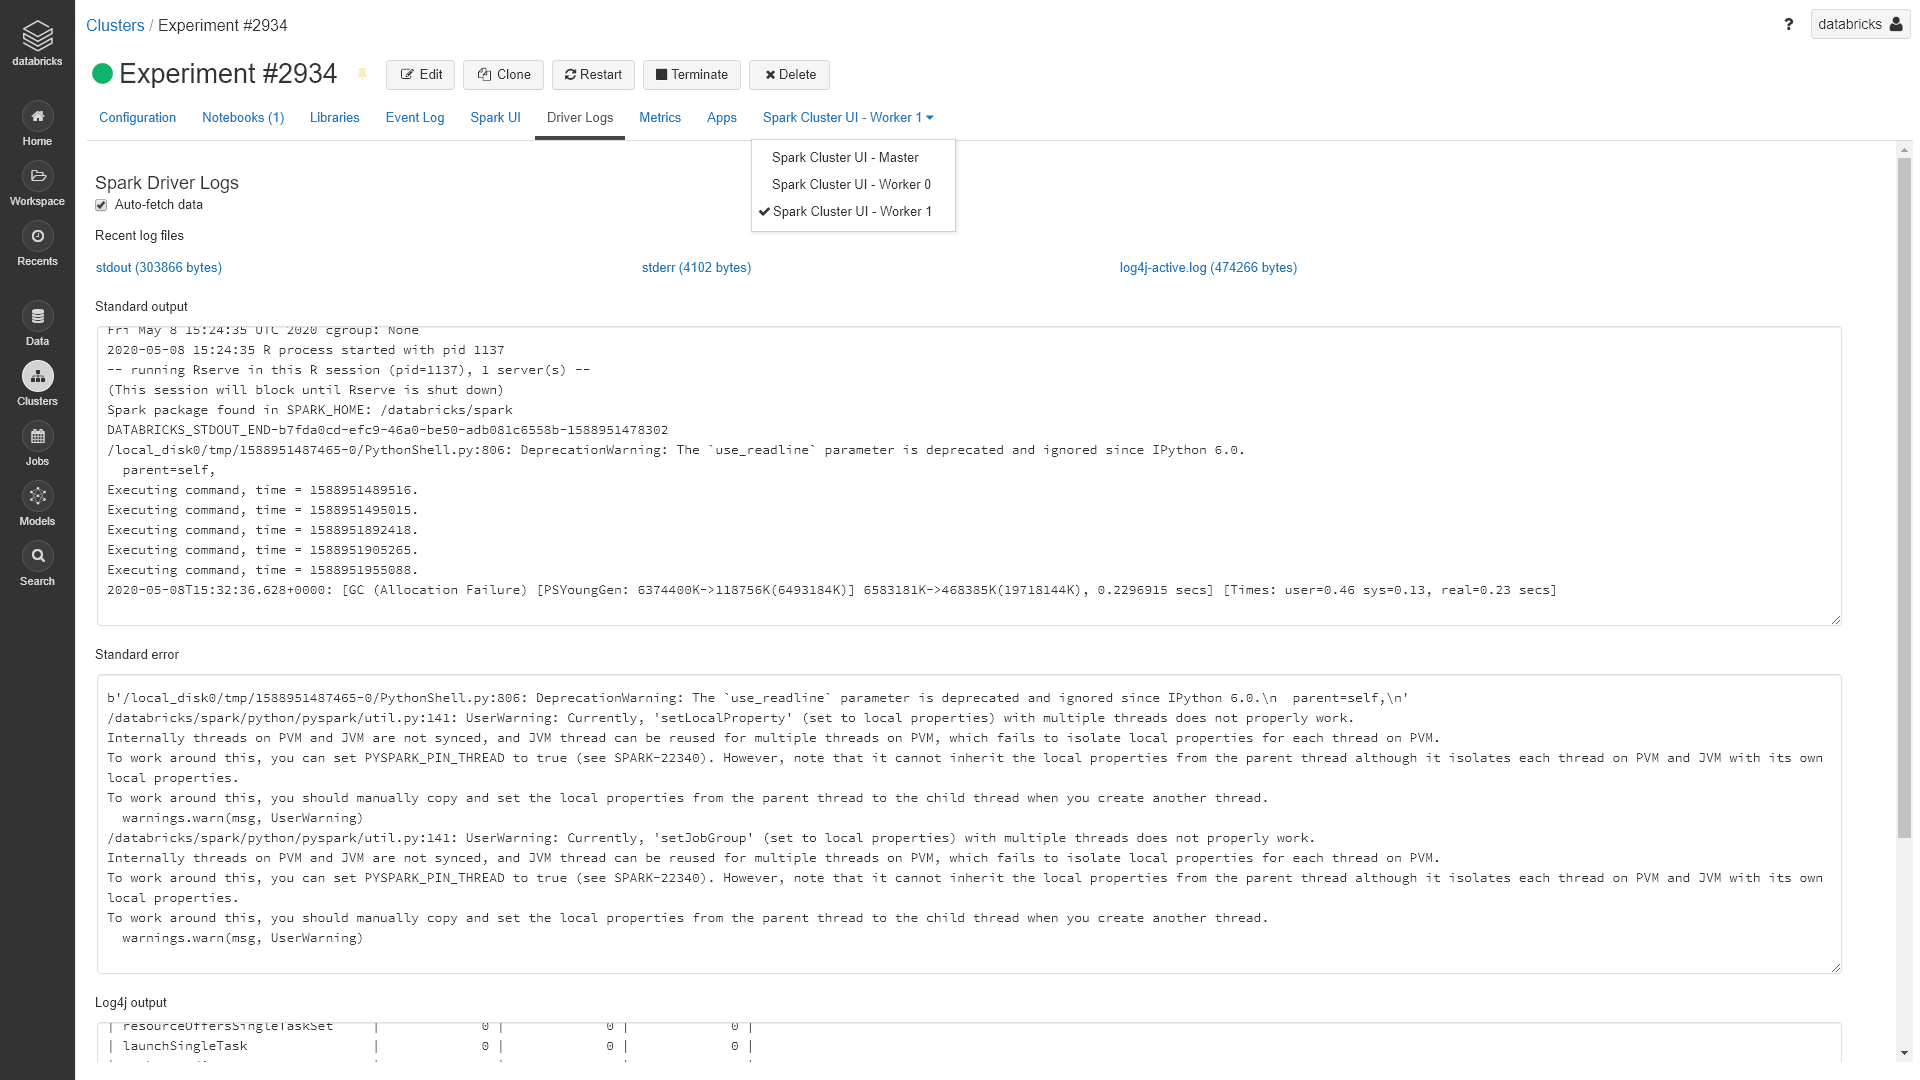 databricks
Home
Workspace
Recents
Data
Clusters
Jobs
Models
Search
Clusters / Experiment #2934
? databricks
Experiment #2934
Edit Clone Restart Terminate Delete
Configuration Notebooks (1) Libraries Event Log Spark UI Driver Logs Metrics Apps Spark Cluster UI - Worker 1
Spark Cluster UI - Master
Spark Cluster UI - Worker 0
Spark Cluster UI - Worker 1
Spark Driver Logs
Auto-fetch data
Recent log files
stdout (303866 bytes) stderr (4102 bytes) log4j-active.log (474266 bytes)
Standard output
Fri May 8 15:24:35 UTC 2020 cgroup: None
2020-05-08 15:24:35 R process started with pid 1137
-- running Rserve in this R session (pid=1137), 1 server(s) --
(This session will block until Rserve is shut down)
Spark package found in SPARK_HOME: /databricks/spark
DATABRICKS_STDOUT_END-b7fda0cd-efc9-46a0-be50-adb081c6558b-1588951478302
/local_disk0/tmp/1588951487465-0/PythonShell.py:806: DeprecationWarning: The `use_readline` parameter is deprecated and ignored since IPython 6.0.
parent=self,
Executing command, time = 1588951489516.
Executing command, time = 1588951495015.
Executing command, time = 1588951892418.
Executing command, time = 1588951905265.
Executing command, time = 1588951955088.
2020-05-08T15:32:36.628+0000: [GC (Allocation Failure) [PSYoungGen: 6374400K->118756K(6493184K)] 6583181K->468385K(19718144K), 0.2296915 secs] [Times: user=0.46 sys=0.13, real=0.23 secs]
Standard error
b'/local_disk0/tmp/1588951487465-0/PythonShell.py:806: DeprecationWarning: The `use_readline` parameter is deprecated and ignored since IPython 6.0.\n  parent=self,\n'
/databricks/spark/python/pyspark/util.py:141: UserWarning: Currently, 'setLocalProperty' (set to local properties) with multiple threads does not properly work.
Internally threads on PVM and JVM are not synced, and JVM thread can be reused for multiple threads on PVM, which fails to isolate local properties for each thread on PVM.
To work around this, you can set PYSPARK_PIN_THREAD to true (see SPARK-22340). However, note that it cannot inherit the local properties from the parent thread although it isolates each thread on PVM and JVM with its own
local properties.
To work around this, you should manually copy and set the local properties from the parent thread to the child thread when you create another thread.
warnings.warn(msg, UserWarning)
/databricks/spark/python/pyspark/util.py:141: UserWarning: Currently, 'setJobGroup' (set to local properties) with multiple threads does not properly work.
Internally threads on PVM and JVM are not synced, and JVM thread can be reused for multiple threads on PVM, which fails to isolate local properties for each thread on PVM.
To work around this, you can set PYSPARK_PIN_THREAD to true (see SPARK-22340). However, note that it cannot inherit the local properties from the parent thread although it isolates each thread on PVM and JVM with its own
local properties.
To work around this, you should manually copy and set the local properties from the parent thread to the child thread when you create another thread.
warnings.warn(msg, UserWarning)
Log4j output
| resourceOffersSingleTaskSet | 0 | 0 | 0 |
| launchSingleTask | 0 | 0 | 0 |